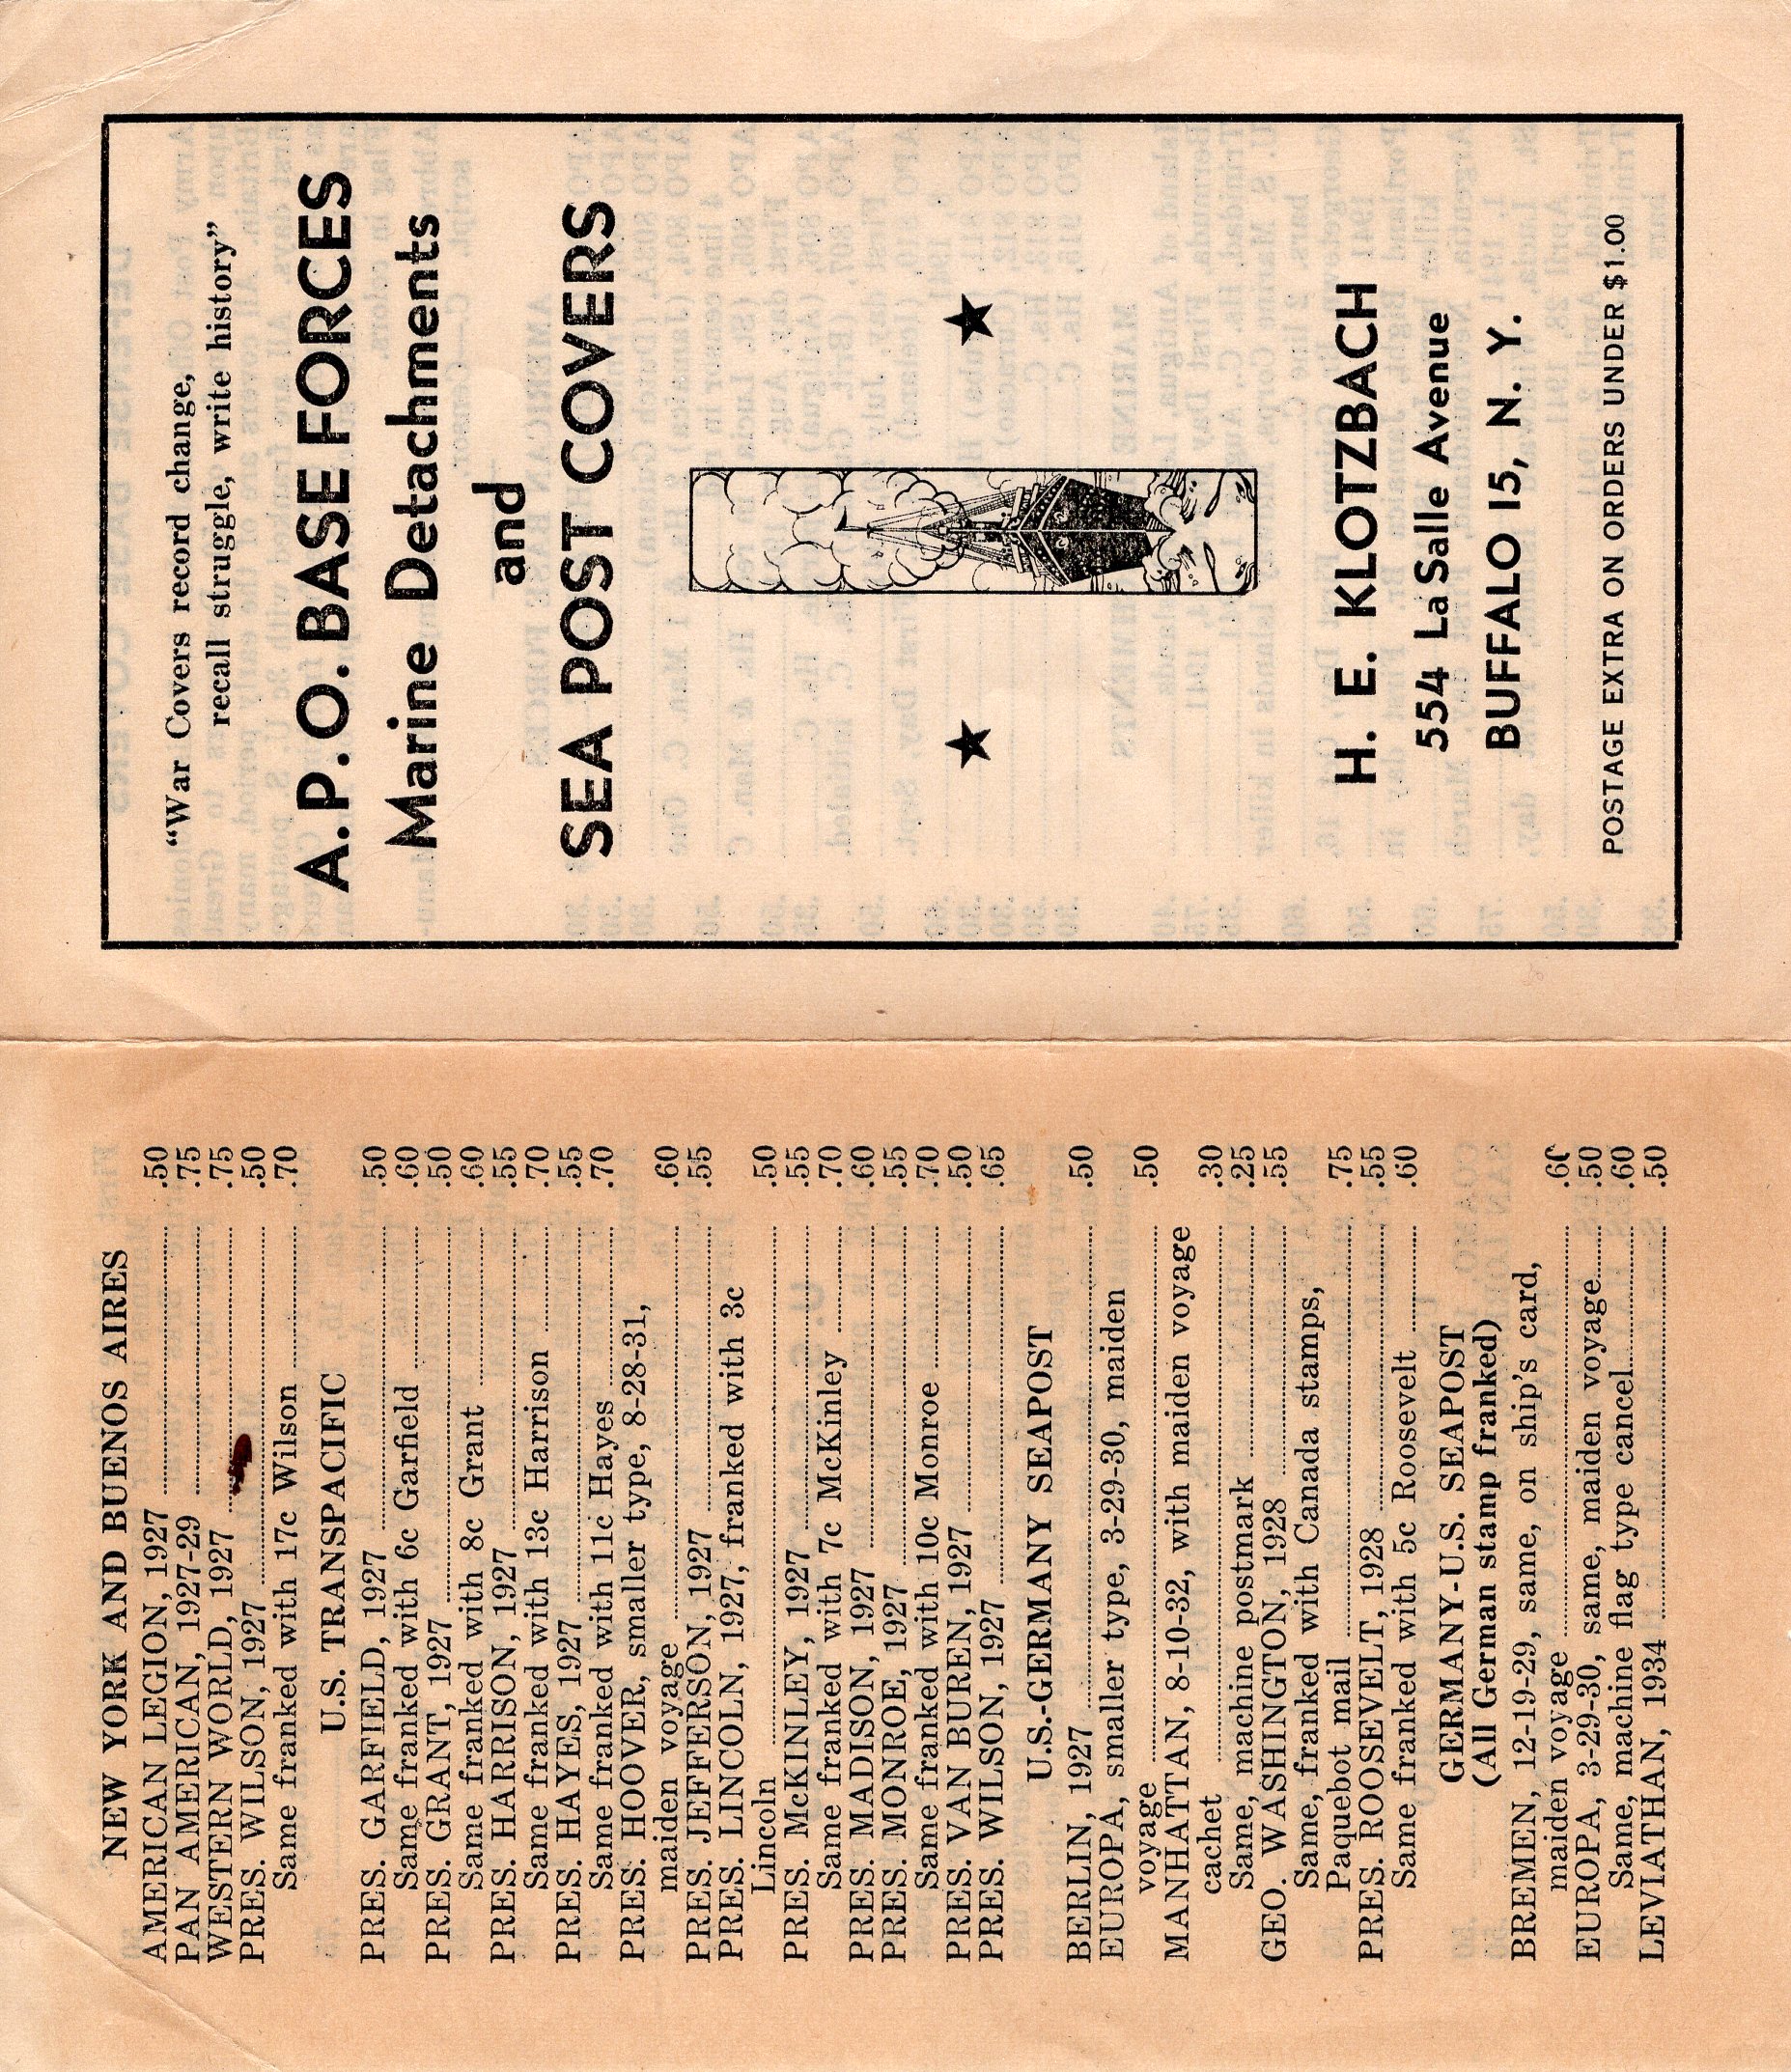 NEW YORK AND BUENOS AIRES
AMERICAN LEGION, 1927 .50
PAN AMERICAN, 1927-29 .75
WESTERN WORLD, 1927 .75
PRES. WILSON, 1927 .50
Same franked with 17c Wilson .70
U.S. TRANSPACIFIC
PRES. GARFIELD, 1927 .50
Same franked with 6c Garfield .60
PRES. GRANT, 1927 .50
Same franked with 8c Grant .60
PRES. HARRISON, 1927 .55
Same franked with 13c Harrison .70
PRES. HAYES, 1927 .55
Same franked with 11c Hayes .70
PRES. HOOVER, smaller type, 8-28-31,
maiden voyage .60
PRES. JEFFERSON, 1927 .55
PRES. LINCOLN, 1927, franked with 3c
Lincoln .50
PRES. McKINLEY, 1927 .55
Same franked with 7c McKinley .70
PRES. MADISON, 1927 .60
PRES. MONROE, 1927 .55
Same franked with 10c Monroe .70
PRES. VAN BUREN, 1927 .50
PRES. WILSON, 1927 .65
U.S.-GERMANY SEAPOST
BERLIN, 1927 .50
EUROPA, smaller type, 3-29-30, maiden
voyage .50
MANHATTAN, 8-10-32, with maiden voyage
cachet .30
Same, machine postmark .25
GEO. WASHINGTON, 1928 .55
Same, franked with Canada stamps,
Paquebot mail .75
PRES. ROOSEVELT, 1928 .55
Same franked with 5c Roosevelt .60
GERMANY-U.S. SEAPOST
(All German stamp franked)
BREMEN, 12-19-29, same, on ship's card,
maiden voyage .60
EUROPA, 3-29-30, same, maiden voyage .50
Same, machine flag type cancel .60
LEVIATHAN, 1934 .50
"War Covers record change,
recall struggle, write history"
A.P.O. BASE FORCES
Marine Detachments
and
SEA POST COVERS
H. E. KLOTZBACH
554 La Salle Avenue
BUFFALO 15, N. Y.
POSTAGE EXTRA ON ORDERS UNDER $1.00